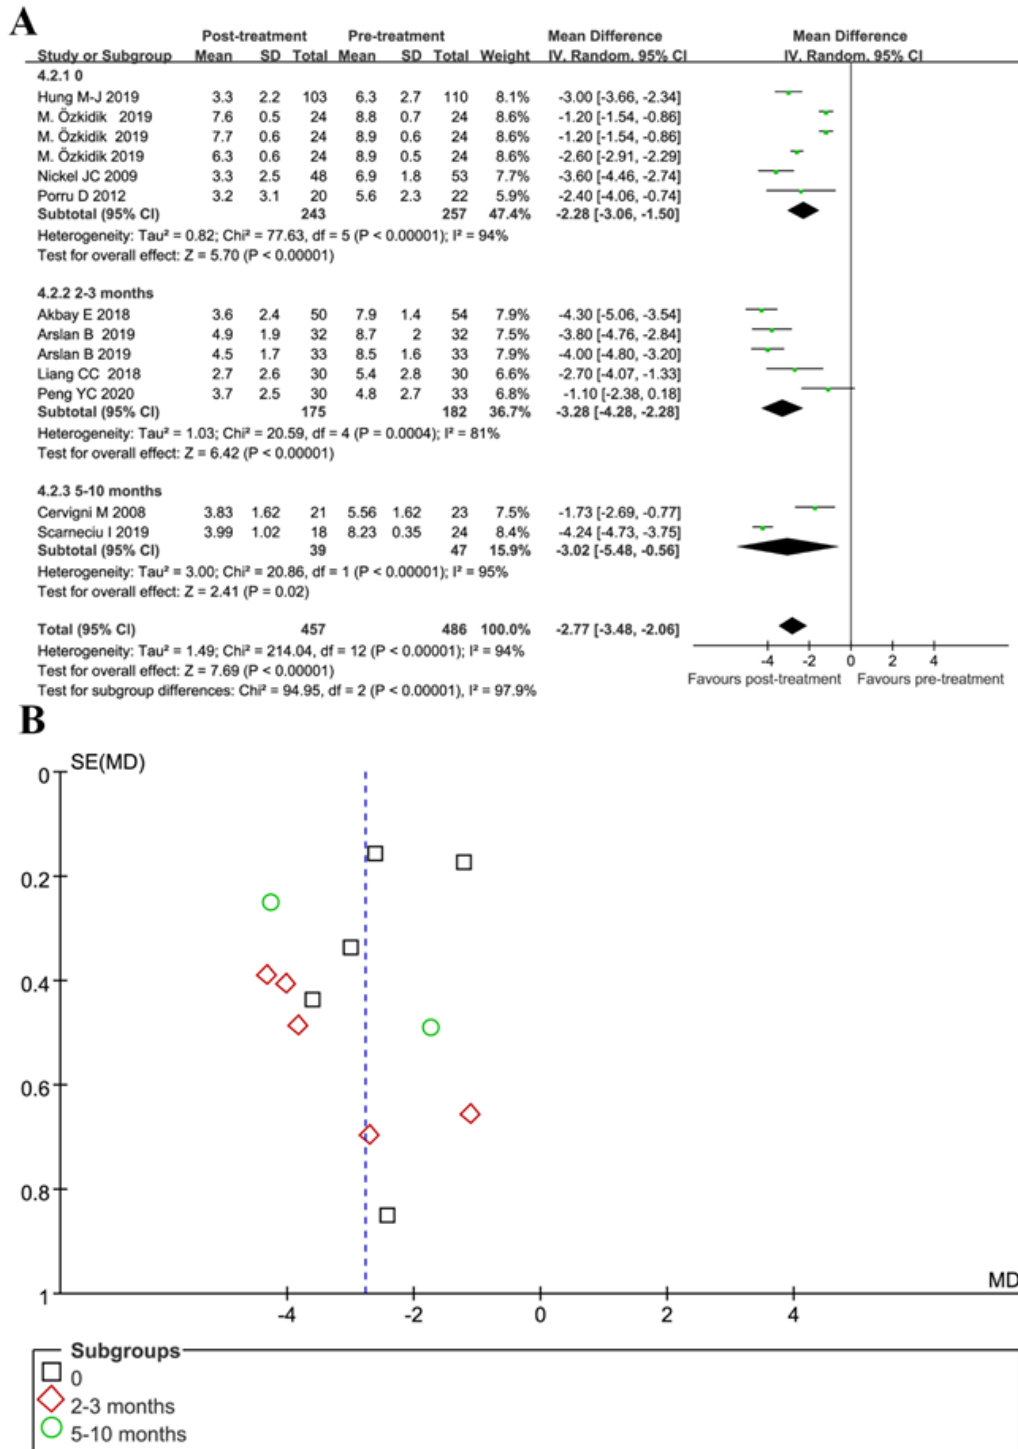 A
Post-treatment Pre-treatment Mean Difference Mean Difference
Study or Subgroup Mean SD Total Mean SD Total Weight IV, Random, 95% CI IV, Random, 95% CI
4.2.1 0
Hung M-J 2019 3.3 2.2 103 6.3 2.7 110 8.1% -3.00 [-3.66, -2.34]
M. Özkidik 2019 7.6 0.5 24 8.8 0.7 24 8.6% -1.20 [-1.54, -0.86]
M. Özkidik 2019 7.7 0.6 24 8.9 0.6 24 8.6% -1.20 [-1.54, -0.86]
M. Özkidik 2019 6.3 0.6 24 8.9 0.5 24 8.6% -2.60 [-2.91, -2.29]
Nickel JC 2009 3.3 2.5 48 6.9 1.8 53 7.7% -3.60 [-4.46, -2.74]
Porru D 2012 3.2 3.1 20 5.6 2.3 22 5.9% -2.40 [-4.06, -0.74]
Subtotal (95% CI) 243 257 47.4% -2.28 [-3.06, -1.50]
Heterogeneity: Tau² = 0.82; Chi² = 77.63, df = 5 (P < 0.00001); I² = 94%
Test for overall effect: Z = 5.70 (P < 0.00001)
4.2.2 2-3 months
Akbay E 2018 3.6 2.4 50 7.9 1.4 54 7.9% -4.30 [-5.06, -3.54]
Arslan B 2019 4.9 1.9 32 8.7 2 32 7.5% -3.80 [-4.76, -2.84]
Arslan B 2019 4.5 1.7 33 8.5 1.6 33 7.9% -4.00 [-4.80, -3.20]
Liang CC 2018 2.7 2.6 30 5.4 2.8 30 6.6% -2.70 [-4.07, -1.33]
Peng YC 2020 3.7 2.5 30 4.8 2.7 33 6.8% -1.10 [-2.38, 0.18]
Subtotal (95% CI) 175 182 36.7% -3.28 [-4.28, -2.28]
Heterogeneity: Tau² = 1.03; Chi² = 20.59, df = 4 (P = 0.0004); I² = 81%
Test for overall effect: Z = 6.42 (P < 0.00001)
4.2.3 5-10 months
Cervigni M 2008 3.83 1.62 21 5.56 1.62 23 7.5% -1.73 [-2.69, -0.77]
Scarneciu I 2019 3.99 1.02 18 8.23 0.35 24 8.4% -4.24 [-4.73, -3.75]
Subtotal (95% CI) 39 47 15.9% -3.02 [-5.48, -0.56]
Heterogeneity: Tau² = 3.00; Chi² = 20.86, df = 1 (P < 0.00001); I² = 95%
Test for overall effect: Z = 2.41 (P = 0.02)
Total (95% CI) 457 486 100.0% -2.77 [-3.48, -2.06]
Heterogeneity: Tau² = 1.49; Chi² = 214.04, df = 12 (P < 0.00001); I² = 94%
Test for overall effect: Z = 7.69 (P < 0.00001)
Test for subgroup differences: Chi² = 94.95, df = 2 (P < 0.00001), I² = 97.9%
-4 -2 0 2 4
Favours post-treatment Favours pre-treatment
B
SE(MD)
0
0.2
0.4
0.6
0.8
1
MD
-4 -2 0 2 4
Subgroups
0
2-3 months
5-10 months